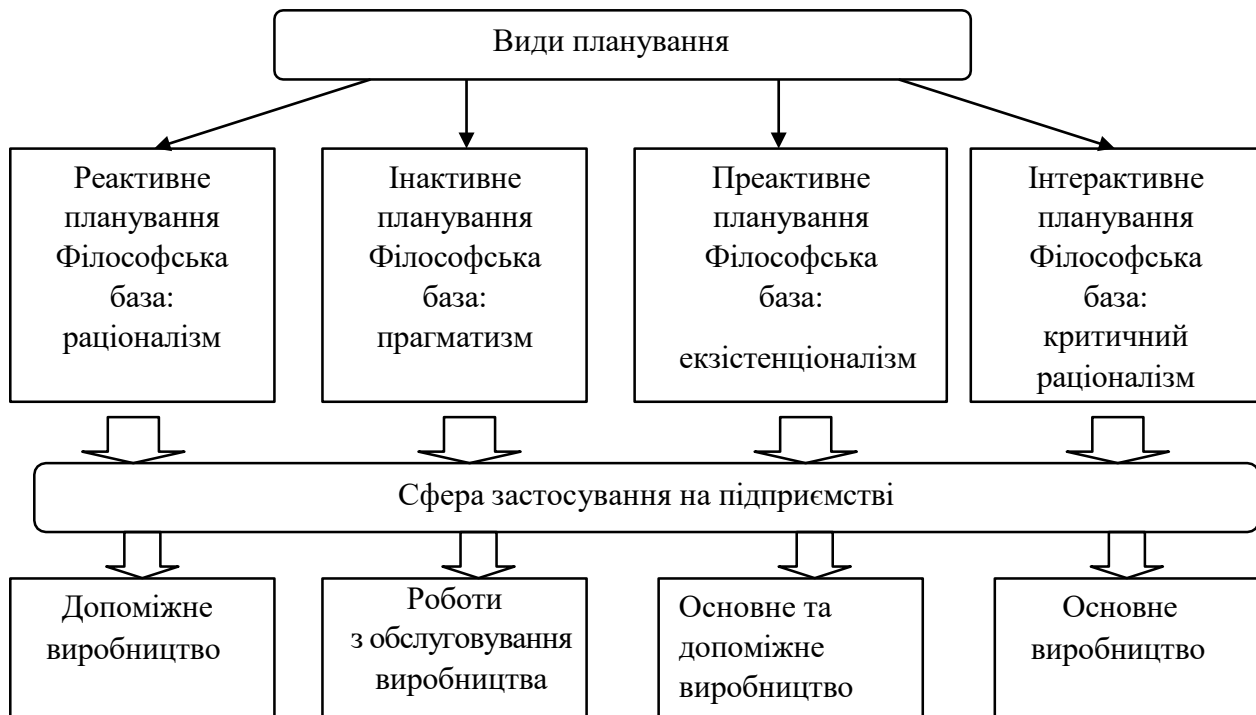 Види планування
Реактивне
планування
Філософська
база:
раціоналізм
Інактивне
планування
Філософська
база:
прагматизм
Преактивне
планування
Філософська
база:
екзістенціоналізм
Інтерактивне
планування
Філософська
база:
критичний
раціоналізм
Сфера застосування на підприємстві
Допоміжне
виробництво
Роботи
з обслуговування
виробництва
Основне та
допоміжне
виробництво
Основне
виробництво